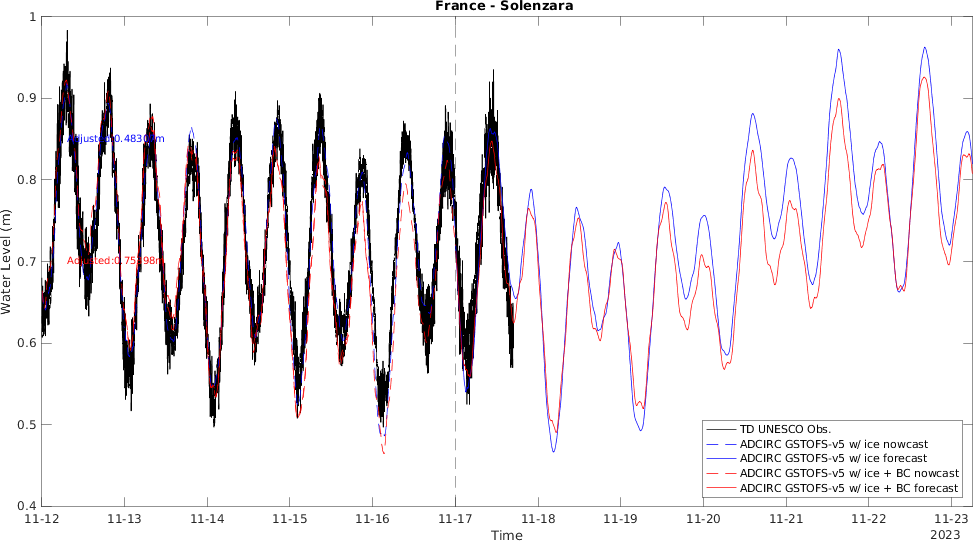 France - Solenzara
1
0.9
0.8
0.7
0.6
0.5
0.4
Water Level (m)
Adjusted:0.75898m
TD UNESCO Obs.
ADCIRC GSTOFS-v5 w/ ice nowcast
ADCIRC GSTOFS-v5 w/ ice forecast
ADCIRC GSTOFS-v5 w/ ice + BC nowcast
ADCIRC GSTOFS-v5 w/ ice + BC forecast
11-12 11-13 11-14 11-15 11-16 11-17 11-18 11-19 11-20 11-21 11-22 11-23
2023
Time